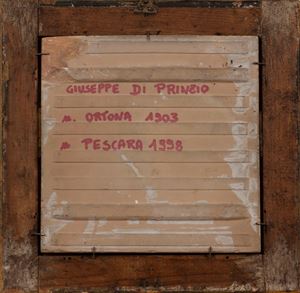 GIUSEPPE DI PRINZIO
n. ORTONA 1903
m PESCARA 1998